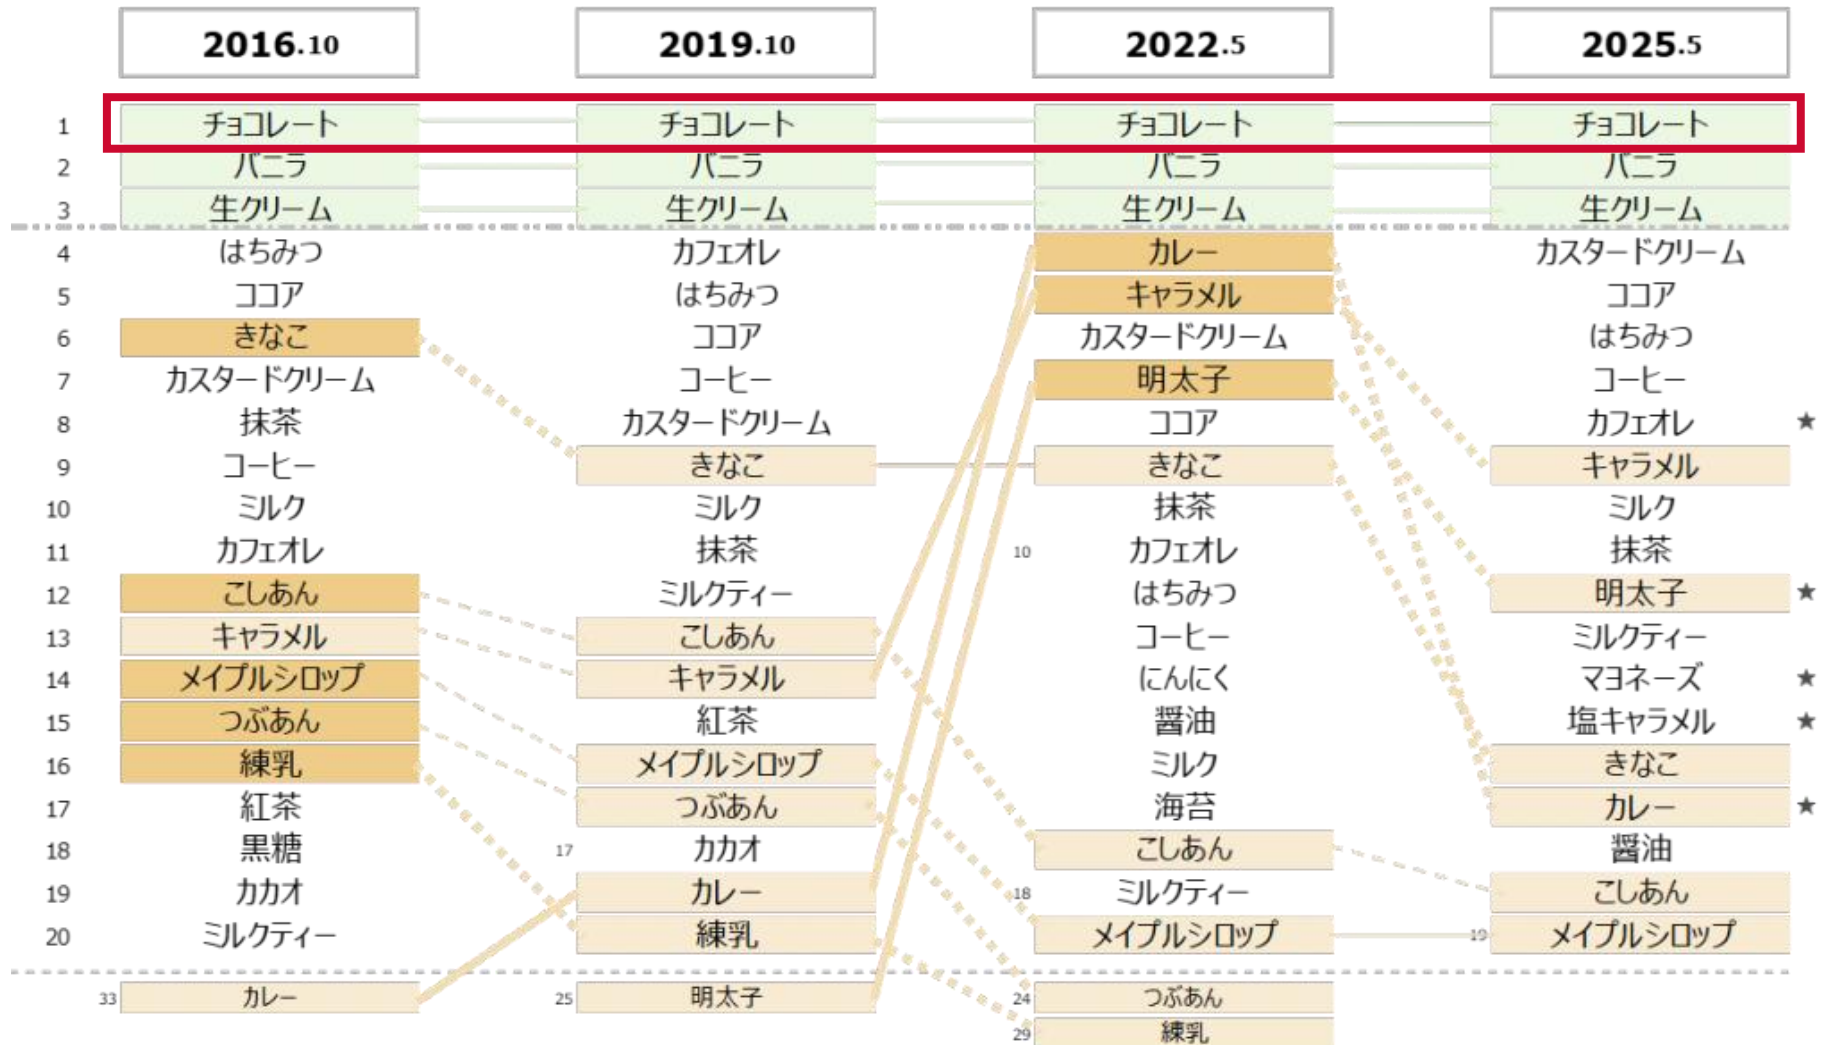 2016.10 2019.10 2022.5 2025.5
1 チョコレート チョコレート チョコレート チョコレート
2 バニラ バニラ バニラ バニラ
3 生クリーム 生クリーム 生クリーム 生クリーム
4 はちみつ カフェオレ カレー カスタードクリーム
5 ココア はちみつ キャラメル ココア
6 きなこ ココア カスタードクリーム はちみつ
7 カスタードクリーム コーヒー 明太子 コーヒー
8 抹茶 カスタードクリーム ココア カフェオレ ★
9 コーヒー きなこ きなこ キャラメル
10 ミルク ミルク 抹茶 ミルク
11 カフェオレ 抹茶 10 カフェオレ 抹茶
12 こしあん ミルクティー はちみつ 明太子 ★
13 キャラメル こしあん コーヒー ミルクティー
14 メイプルシロップ キャラメル にんにく マヨネーズ ★
15 つぶあん 紅茶 醤油 塩キャラメル ★
16 練乳 メイプルシロップ ミルク きなこ
17 紅茶 つぶあん 海苔 カレー ★
18 黒糖 17 カカオ こしあん 醤油
19 カカオ カレー 18 ミルクティー こしあん
20 ミルクティー 練乳 メイプルシロップ 19 メイプルシロップ
33 カレー 25 明太子 24 つぶあん
29 練乳